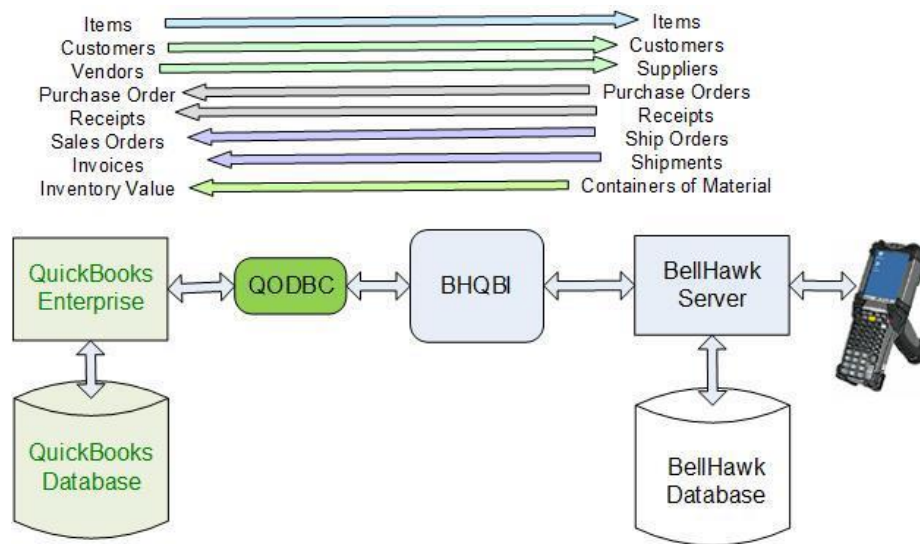 Items Items
Customers Customers
Vendors Suppliers
Purchase Order Purchase Orders
Receipts Receipts
Sales Orders Ship Orders
Invoices Shipments
Inventory Value Containers of Material
QuickBooks
Enterprise
QODBC
BHQBI
BellHawk
Server
QuickBooks
Database
BellHawk
Database